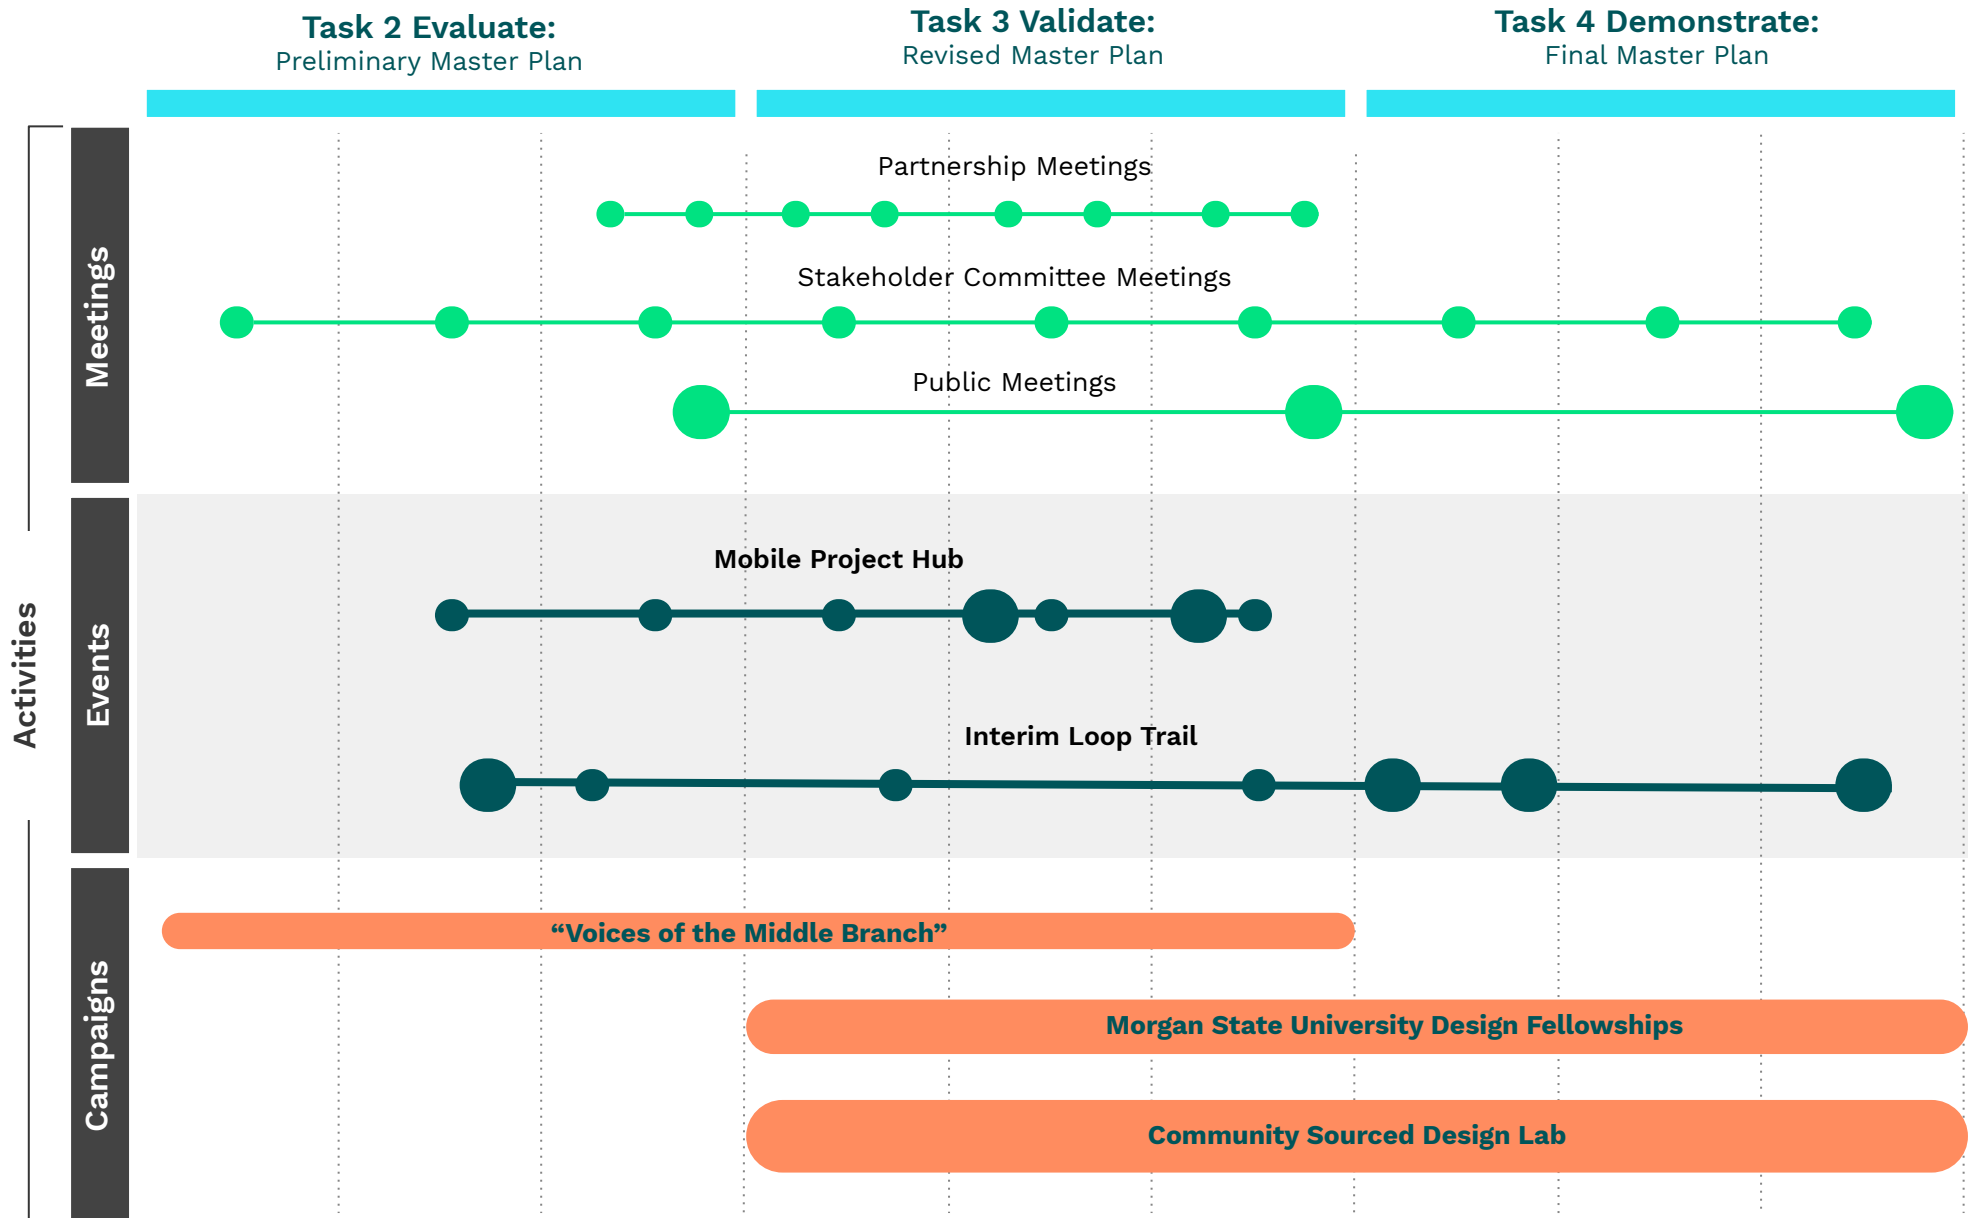 Task 2 Evaluate:
Preliminary Master Plan
Task 3 Validate:
Revised Master Plan
Task 4 Demonstrate:
Final Master Plan
Activities
Meetings
Partnership Meetings
Stakeholder Committee Meetings
Public Meetings
Events
Mobile Project Hub
Interim Loop Trail
Campaigns
“Voices of the Middle Branch”
Morgan State University Design Fellowships
Community Sourced Design Lab